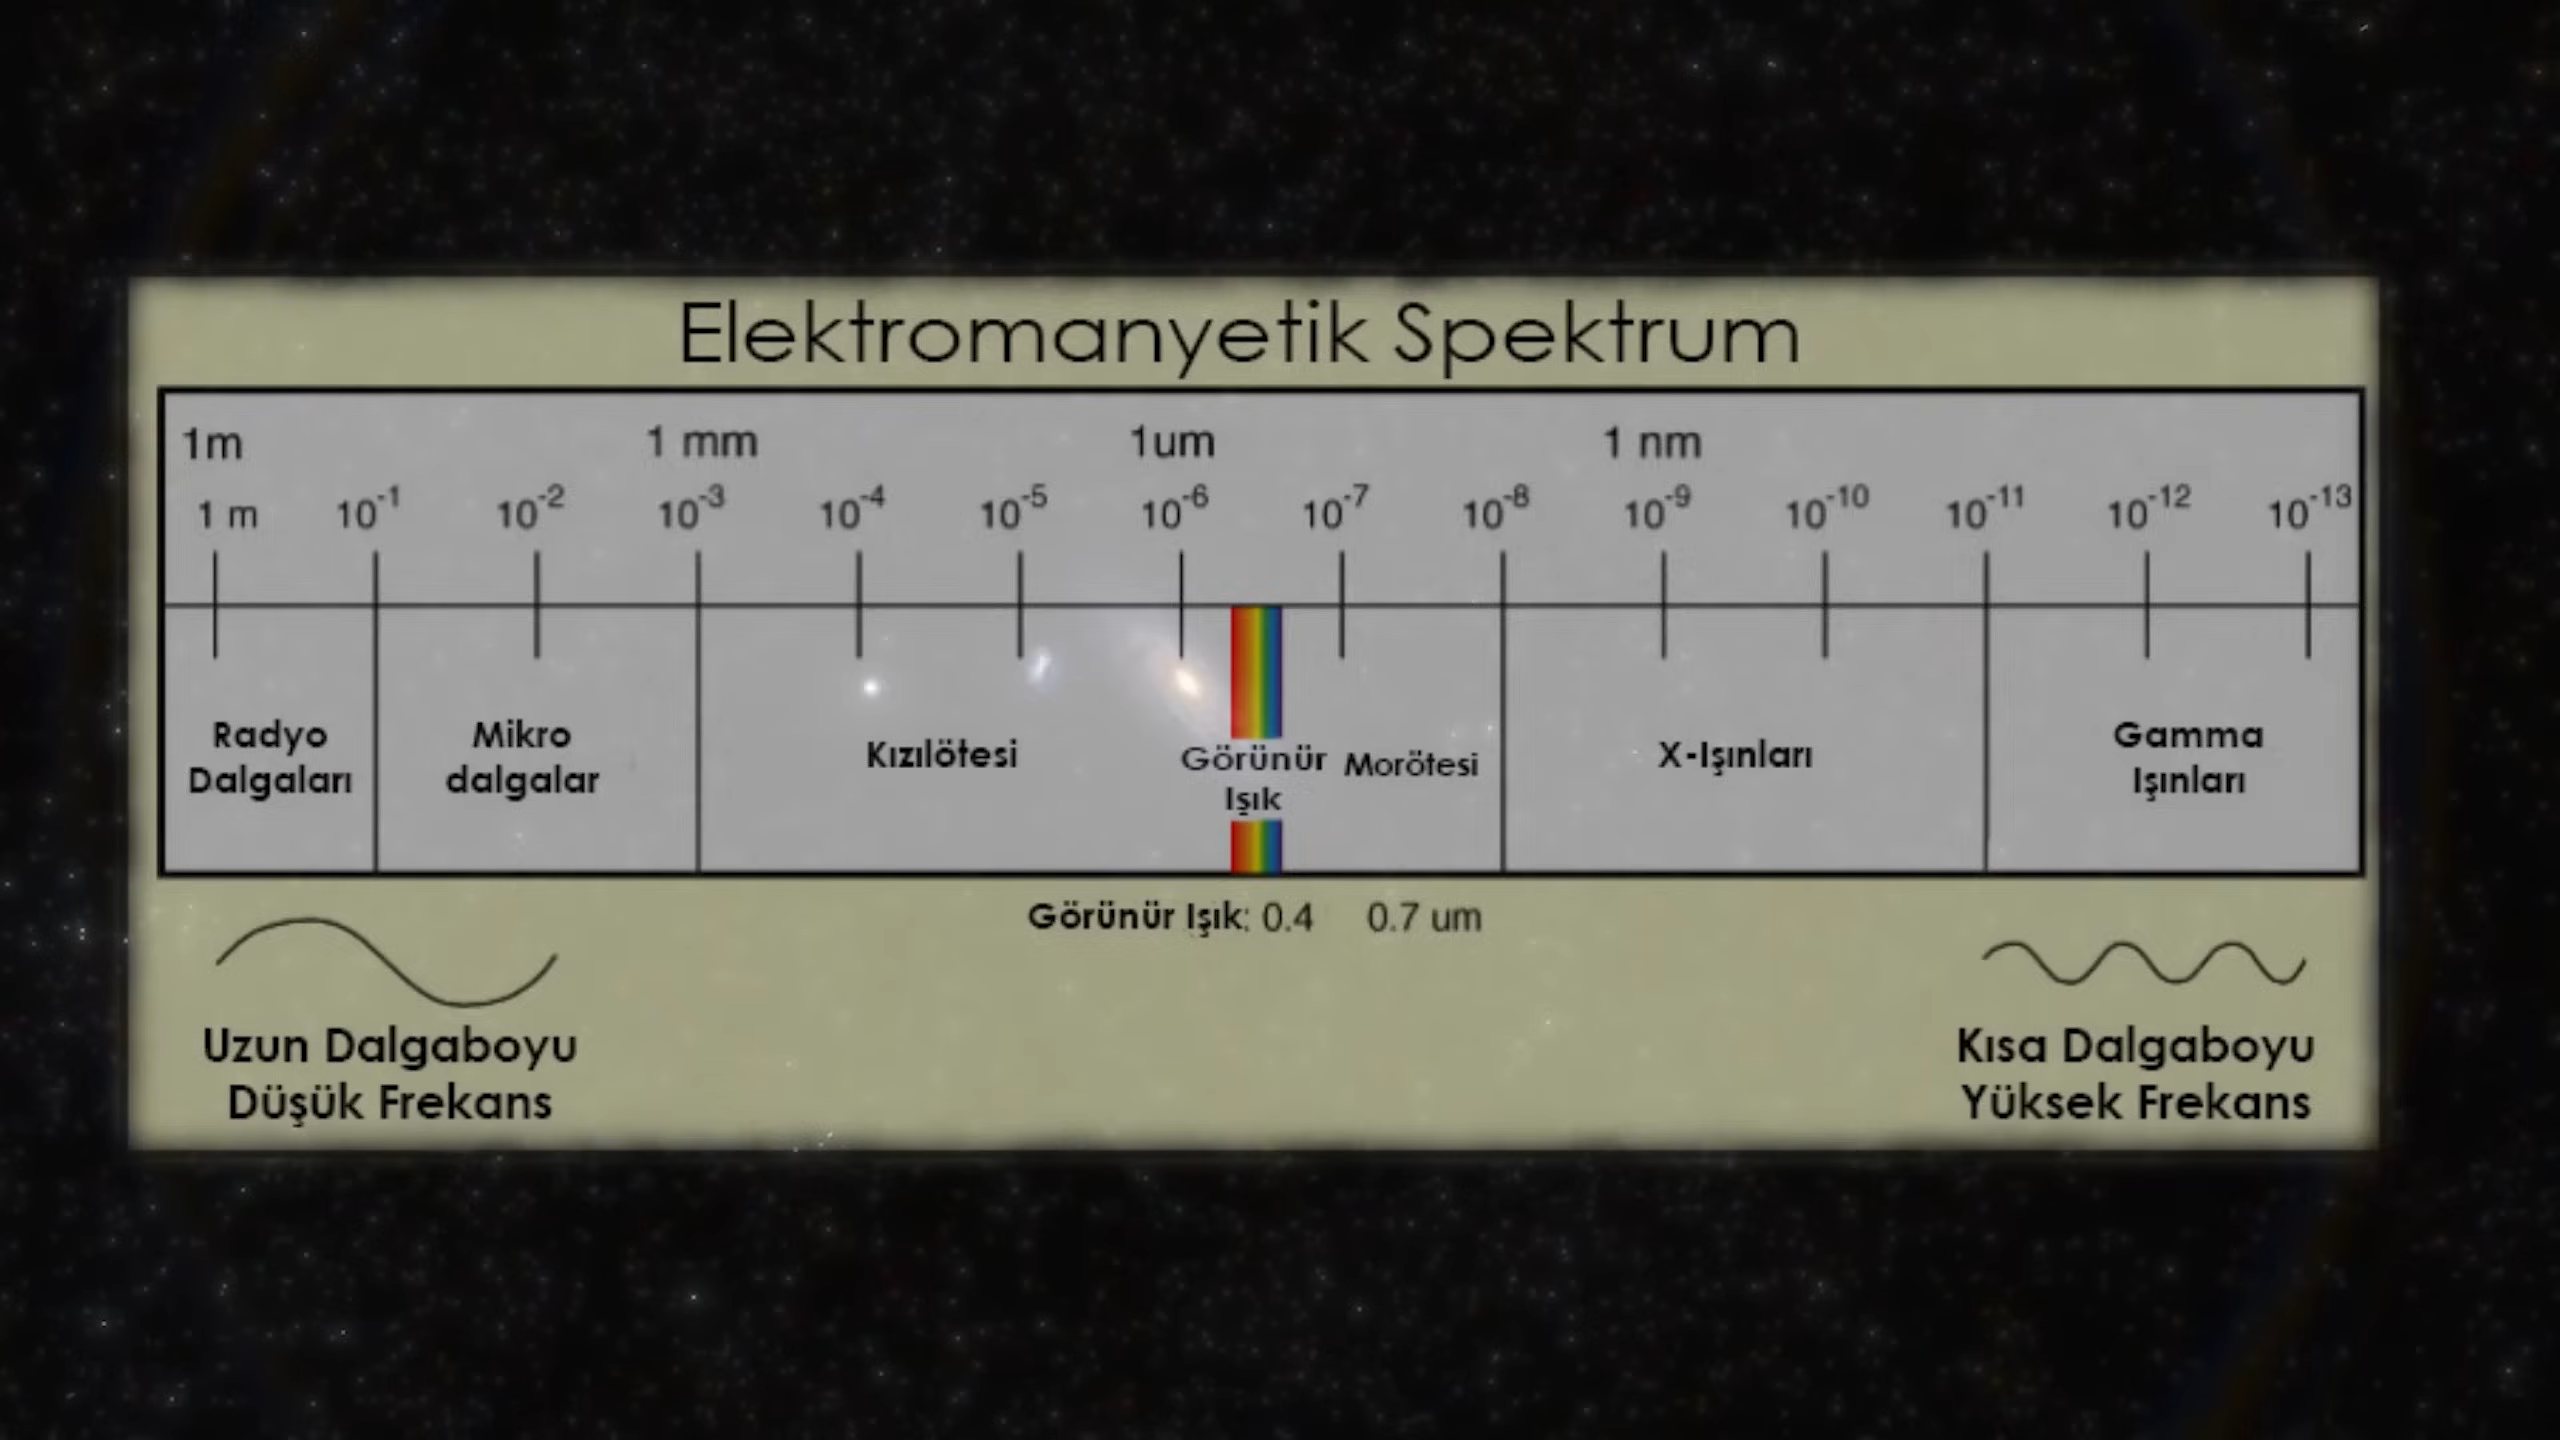 Elektromanyetik Spektrum
1m 1 mm 1um 1 nm
1 m 10⁻¹ 10⁻² 10⁻³ 10⁻⁴ 10⁻⁵ 10⁻⁶ 10⁻⁷ 10⁻⁸ 10⁻⁹ 10⁻¹⁰ 10⁻¹¹ 10⁻¹² 10⁻¹³
Radyo
Dalgaları
Mikro
dalgalar
Kızılötesi
Görünür
Işık
Morötesi
X-Işınları
Gamma
Işınları
Görünür Işık: 0.4 0.7 um
Uzun Dalgaboyu
Düşük Frekans
Kısa Dalgaboyu
Yüksek Frekans